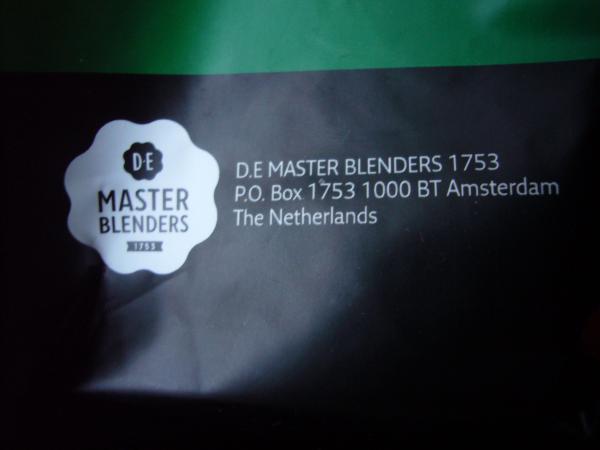 D·E
MASTER
BLENDERS
1753
D.E MASTER BLENDERS 1753
P.O. Box 1753 1000 BT Amsterdam
The Netherlands